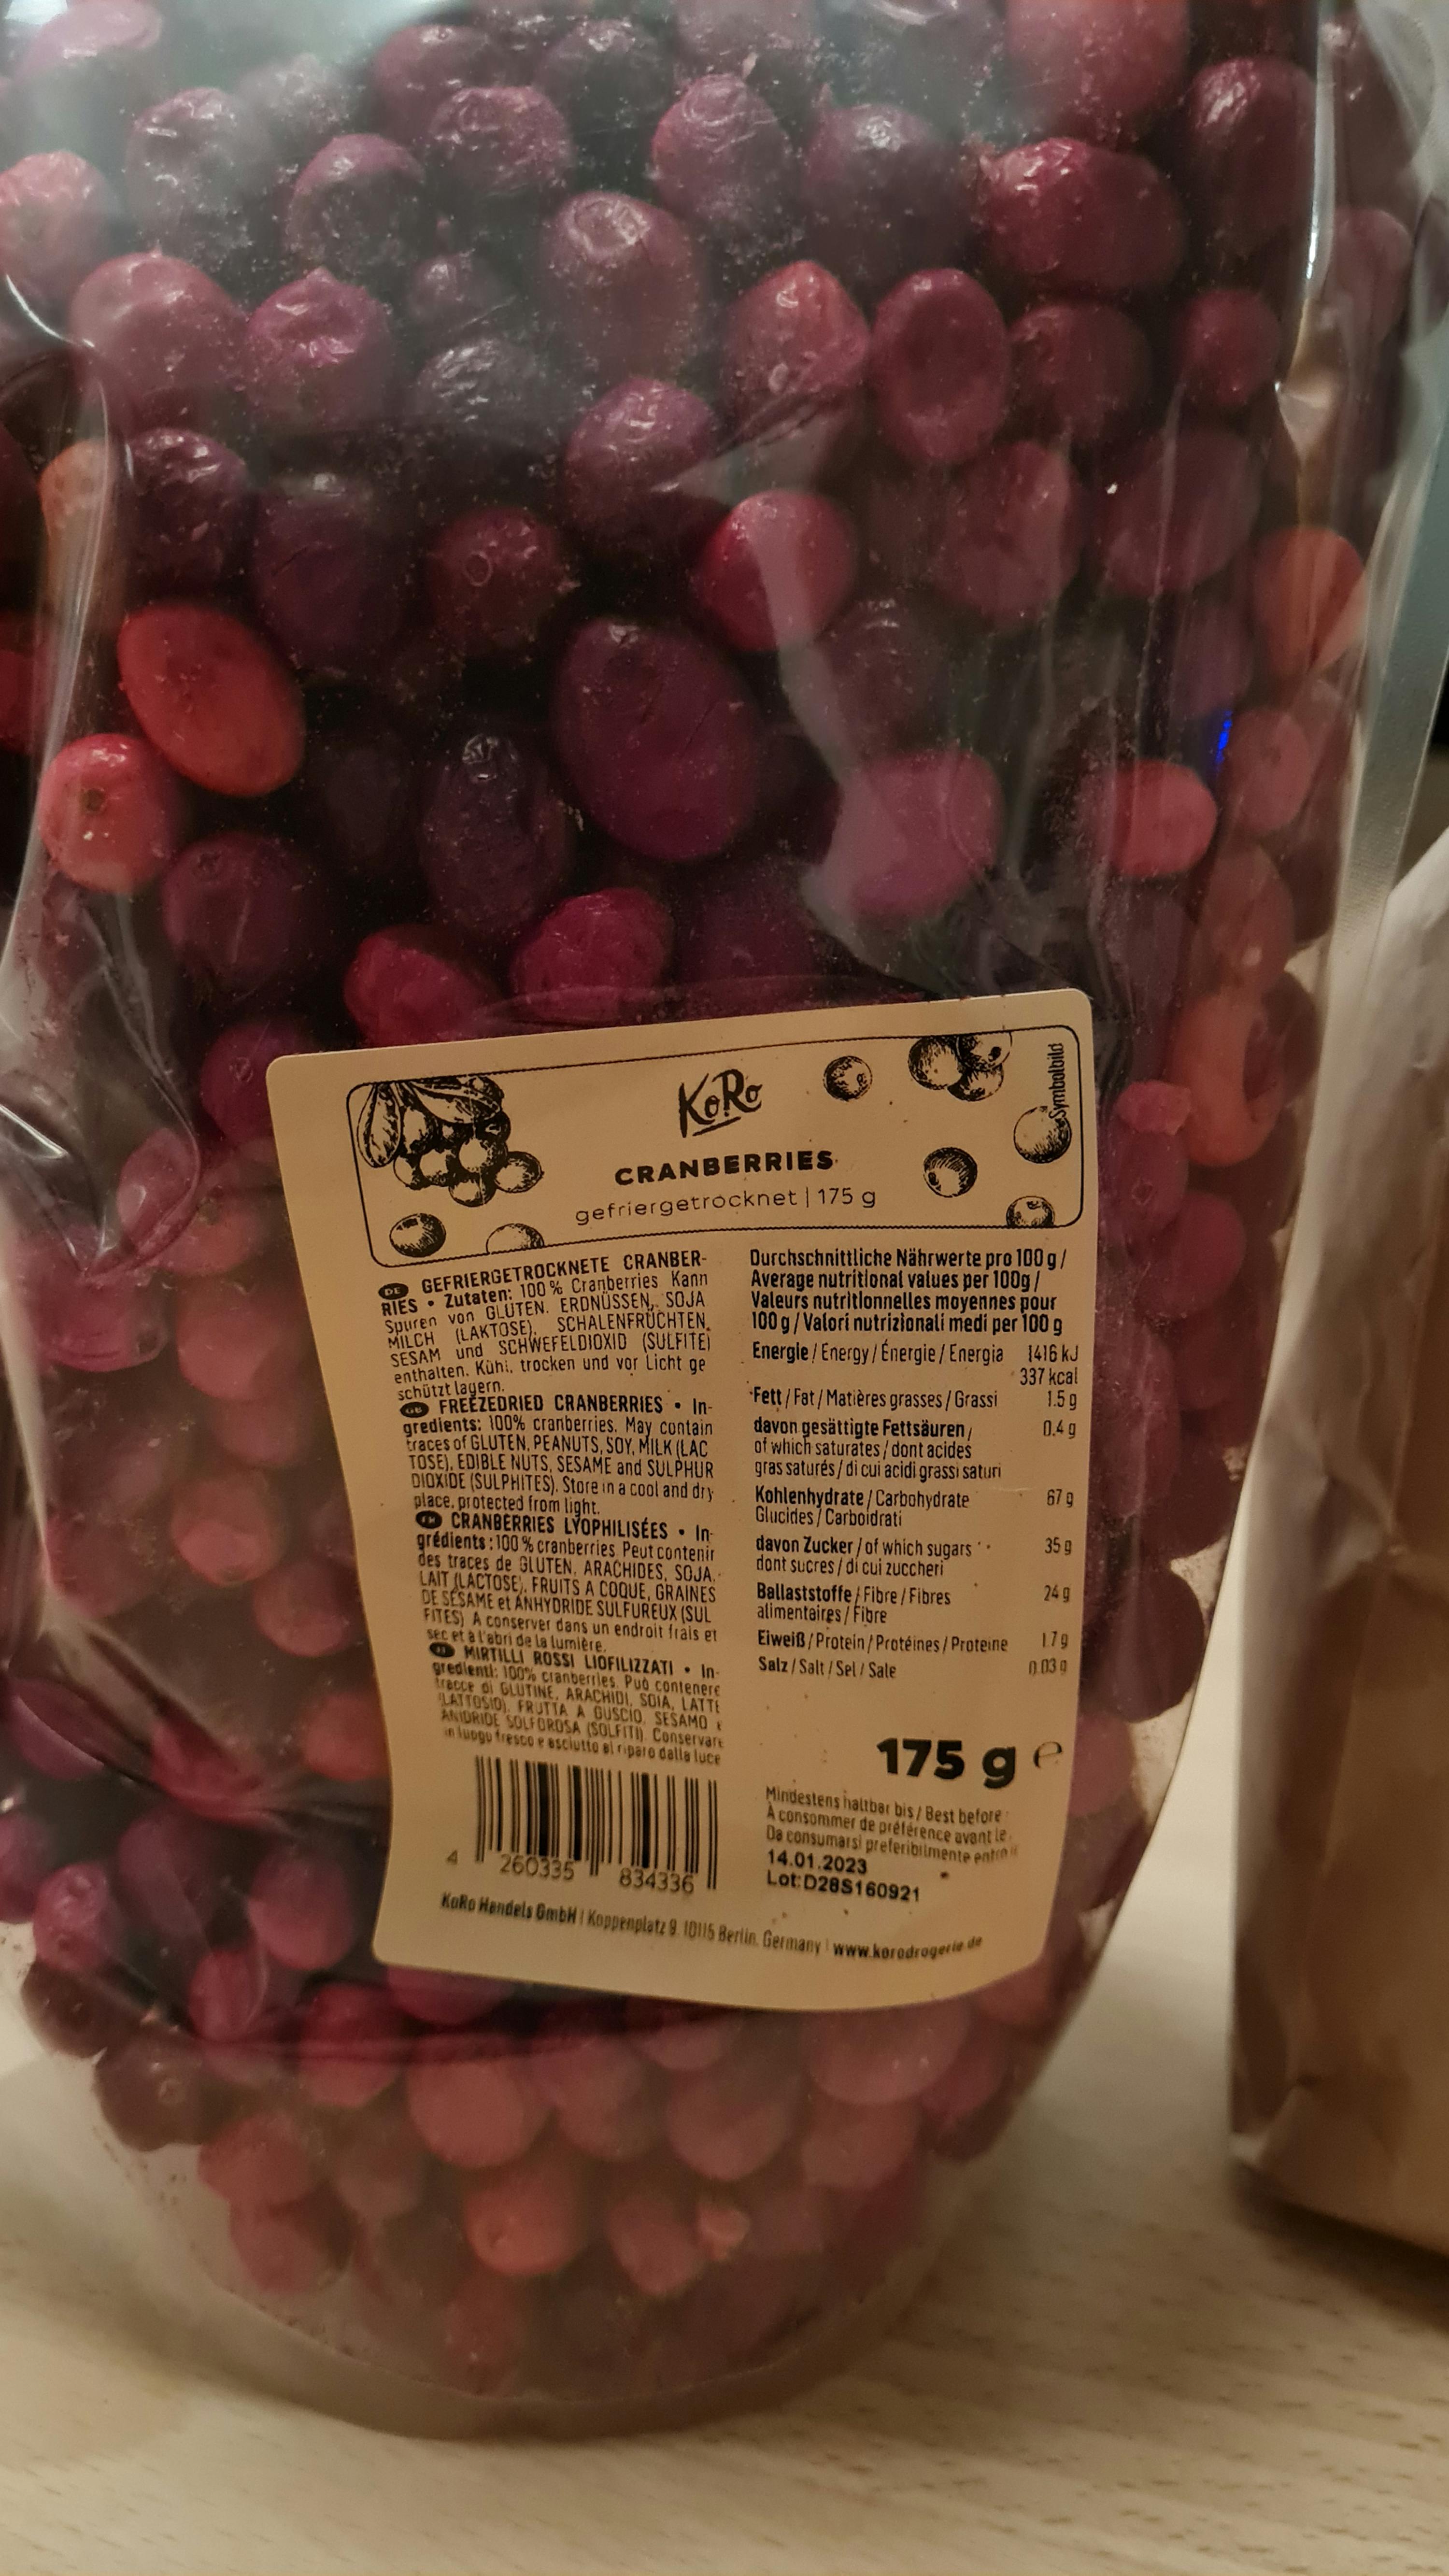 KoRo
Symbolbild
CRANBERRIES
gefriergetrocknet | 175 g
DE GEFRIERGETROCKNETE CRANBER-
RIES • Zutaten: 100 % Cranberries Kann
Spuren von GLUTEN, ERDNÜSSEN, SOJA
MILCH (LAKTOSE), SCHALENFRÜCHTEN,
SESAM und SCHWEFELDIOXID (SULFITE)
enthalten. Kühl, trocken und vor Licht ge
schützt lagern.
GB FREEZEDRIED CRANBERRIES • In-
gredients: 100% cranberries. May contain
traces of GLUTEN, PEANUTS, SOY, MILK (LAC
TOSE), EDIBLE NUTS, SESAME and SULPHUR
DIOXIDE (SULPHITES). Store in a cool and dry
place, protected from light.
CRANBERRIES LYOPHILISÉES • In-
grédients : 100 % cranberries. Peut contenir
des traces de GLUTEN, ARACHIDES, SOJA,
LAIT (LACTOSE), FRUITS A COQUE, GRAINES
DE SÉSAME et ANHYDRIDE SULFUREUX (SUL
FITES) A conserver dans un endroit frais et
sec et à l'abri de la lumière.
MIRTILLI ROSSI LIOFILIZZATI • In-
gredienti: 100% cranberries. Può contenere
tracce di GLUTINE, ARACHIDI, SOIA, LATTE
(LATTOSIO), FRUTTA A GUSCIO, SESAMO E
ANIDRIDE SOLFOROSA (SOLFITI). Conservare
in luogo fresco e asciutto al riparo dalla luce
Durchschnittliche Nährwerte pro 100 g /
Average nutritional values per 100g /
Valeurs nutritionnelles moyennes pour
100 g / Valori nutrizionali medi per 100 g
Energie / Energy / Énergie / Energia 1416 kJ
337 kcal
Fett / Fat / Matières grasses / Grassi 1.5 g
davon gesättigte Fettsäuren / 0.4 g
of which saturates / dont acides
gras saturés / di cui acidi grassi saturi
Kohlenhydrate / Carbohydrate 67 g
Glucides / Carboidrati
davon Zucker / of which sugars 35 g
dont sucres / di cui zuccheri
Ballaststoffe / Fibre / Fibres 24 g
alimentaires / Fibre
Eiweiß / Protein / Protéines / Proteine 1.7 g
Salz / Salt / Sel / Sale 0.03 g
175 g e
Mindestens haltbar bis / Best before
À consommer de préférence avant le
Da consumarsi preferibilmente entro il
14.01.2023
Lot: D28S160921
4 260335 834336
KoRo Handels GmbH | Koppenplatz 9, 10115 Berlin, Germany | www.korodrogerie.de